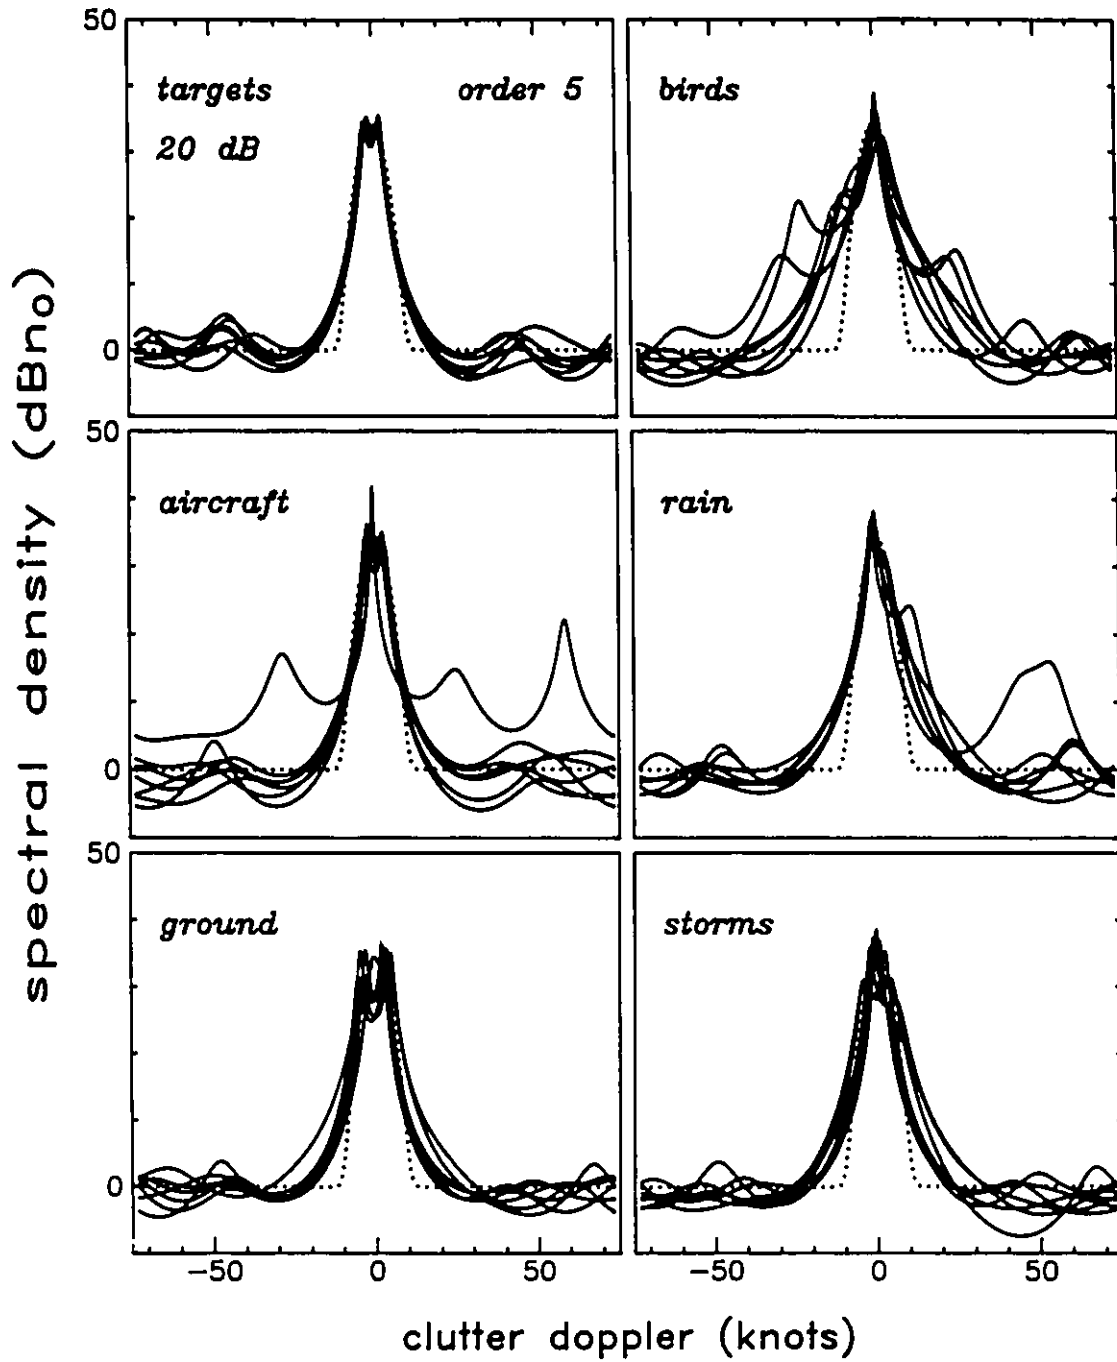 50
targets
order 5
birds
20 dB
0
50
aircraft
rain
0
50
ground
storms
0
-50
0
50
-50
0
50
spectral density (dBno)
clutter doppler (knots)